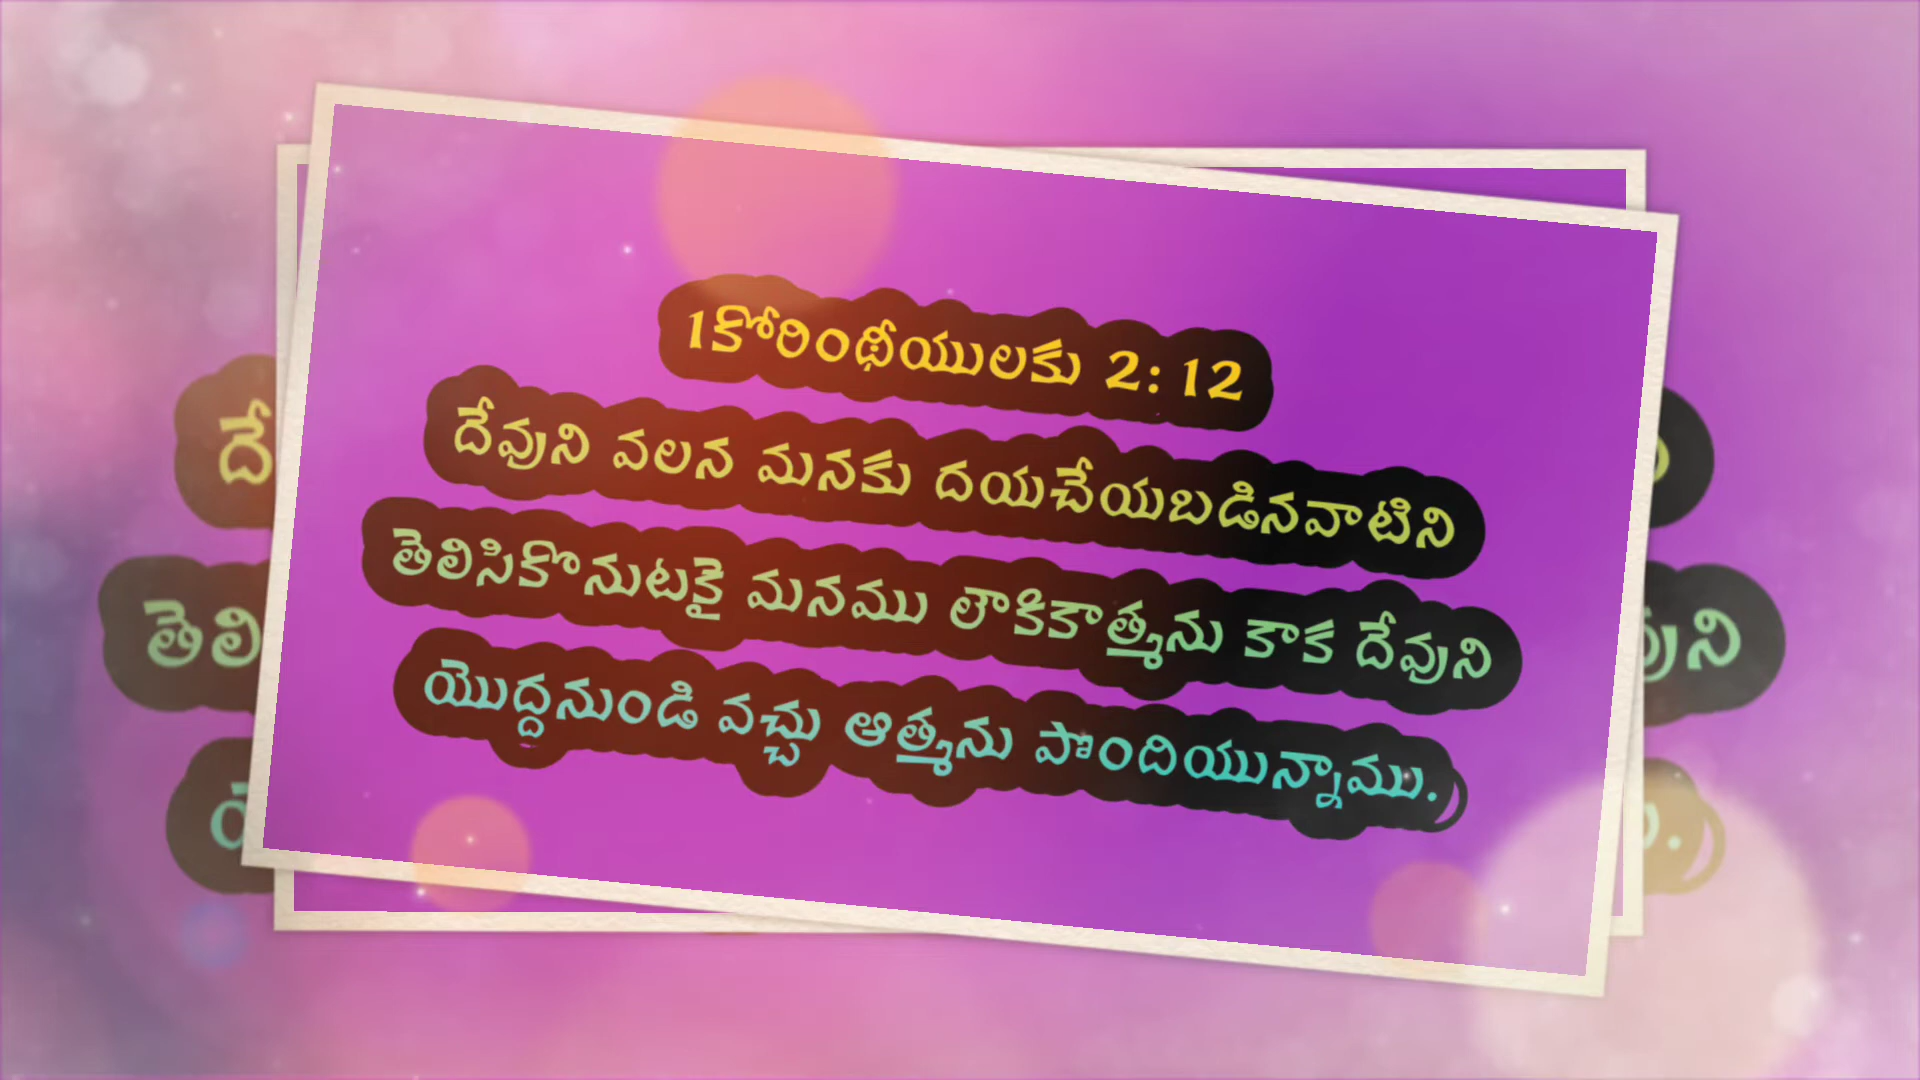 1కోరింథీయులకు 2: 12
దేవుని వలన మనకు దయచేయబడినవాటిని
తెలిసికొనుటకై మనము లౌకికాత్మను కాక దేవుని
యొద్దనుండి వచ్చు ఆత్మను పొందియున్నాము.